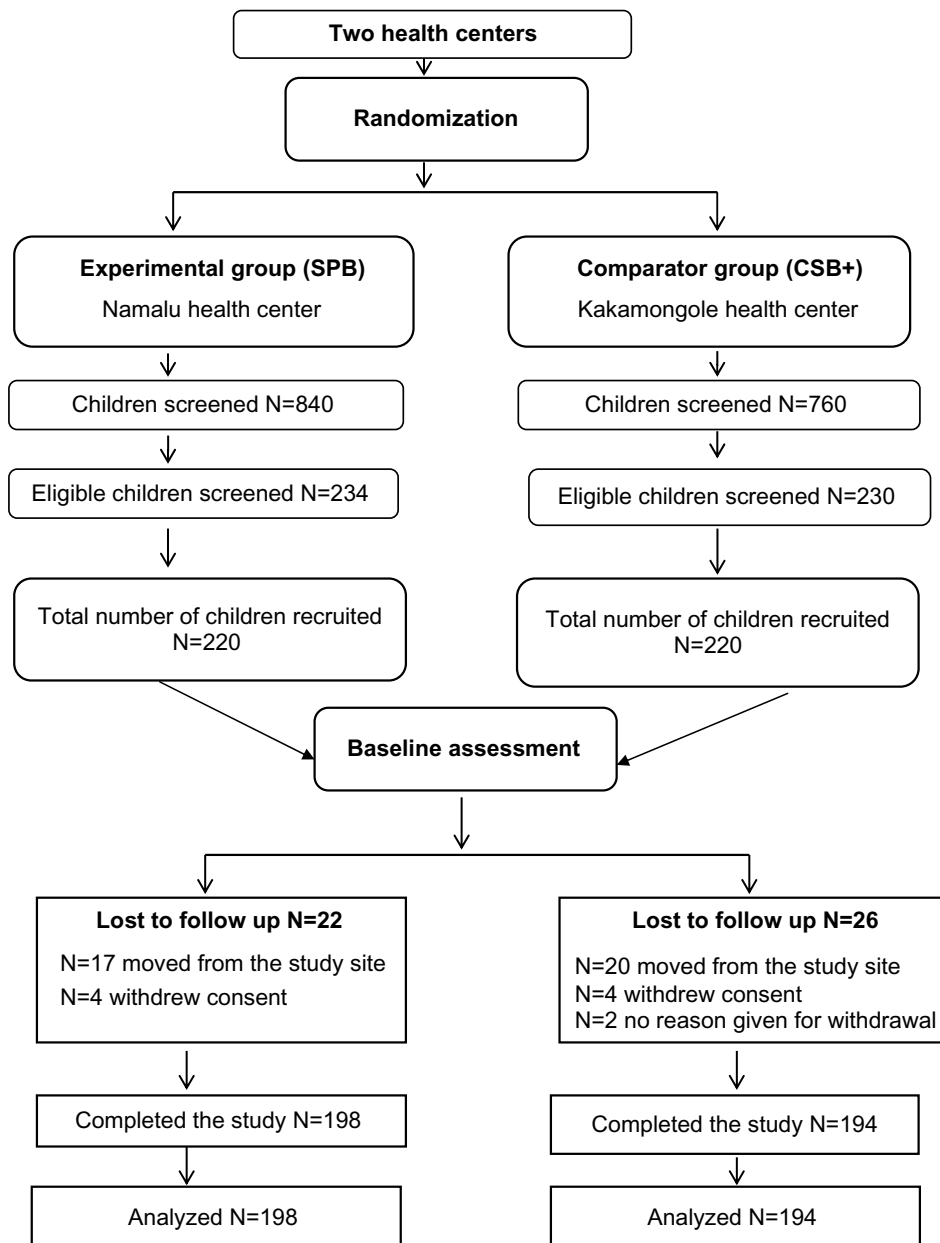 Two health centers
Randomization
Experimental group (SPB)
Namalu health center
Comparator group (CSB+)
Kakamongole health center
Children screened N=840
Children screened N=760
Eligible children screened N=234
Eligible children screened N=230
Total number of children recruited
N=220
Total number of children recruited
N=220
Baseline assessment
Lost to follow up N=22
N=17 moved from the study site
N=4 withdrew consent
Lost to follow up N=26
N=20 moved from the study site
N=4 withdrew consent
N=2 no reason given for withdrawal
Completed the study N=198
Completed the study N=194
Analyzed N=198
Analyzed N=194